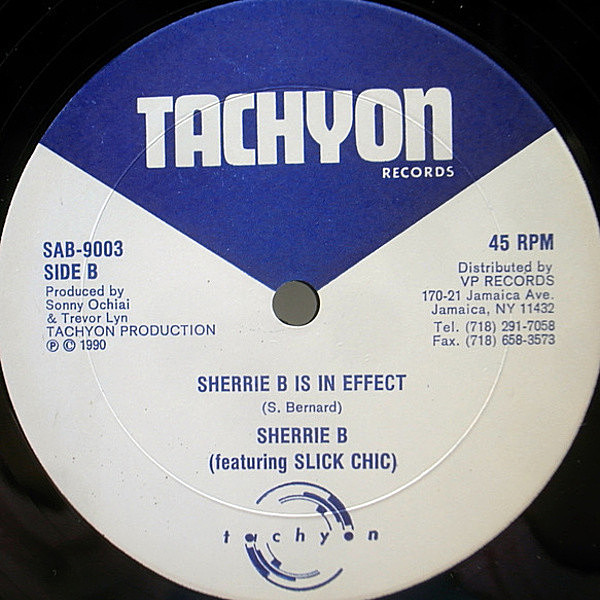 TACHYON
RECORDS
SAB-9003
SIDE B
Produced by
Sonny Ochiai
& Trevor Lyn
TACHYON PRODUCTION
℗ © 1990
45 RPM
Distributed by
VP RECORDS
170-21 Jamaica Ave.
Jamaica, NY 11432
Tel. (718) 291-7058
Fax. (718) 658-3573
SHERRIE B IS IN EFFECT
(S. Bernard)
SHERRIE B
(featuring SLICK CHIC)
tachyon